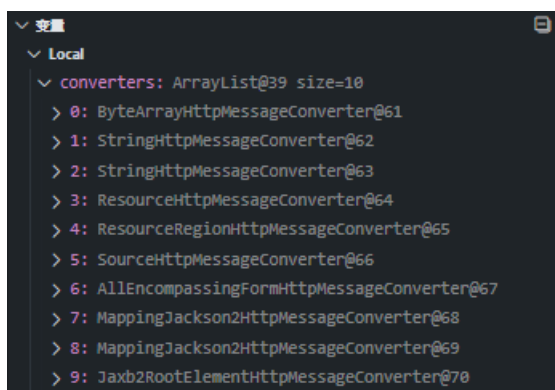 变量
Local
converters: ArrayList@39 size=10
0: ByteArrayHttpMessageConverter@61
1: StringHttpMessageConverter@62
2: StringHttpMessageConverter@63
3: ResourceHttpMessageConverter@64
4: ResourceRegionHttpMessageConverter@65
5: SourceHttpMessageConverter@66
6: AllEncompassingFormHttpMessageConverter@67
7: MappingJackson2HttpMessageConverter@68
8: MappingJackson2HttpMessageConverter@69
9: Jaxb2RootElementHttpMessageConverter@70